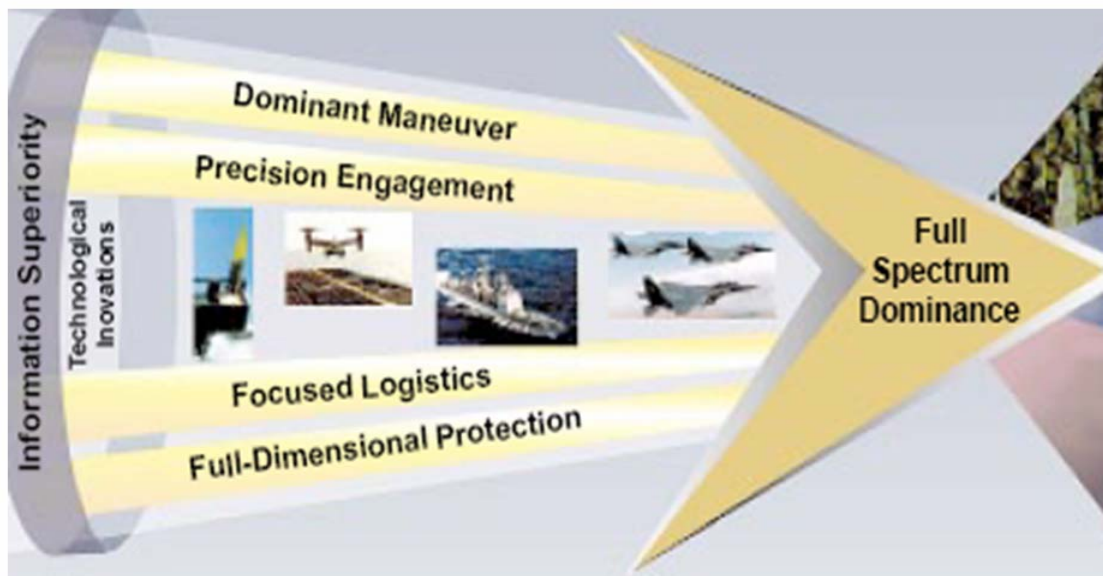 Information Superiority
Technological
Inovations
Dominant Maneuver
Precision Engagement
Focused Logistics
Full-Dimensional Protection
Full
Spectrum
Dominance